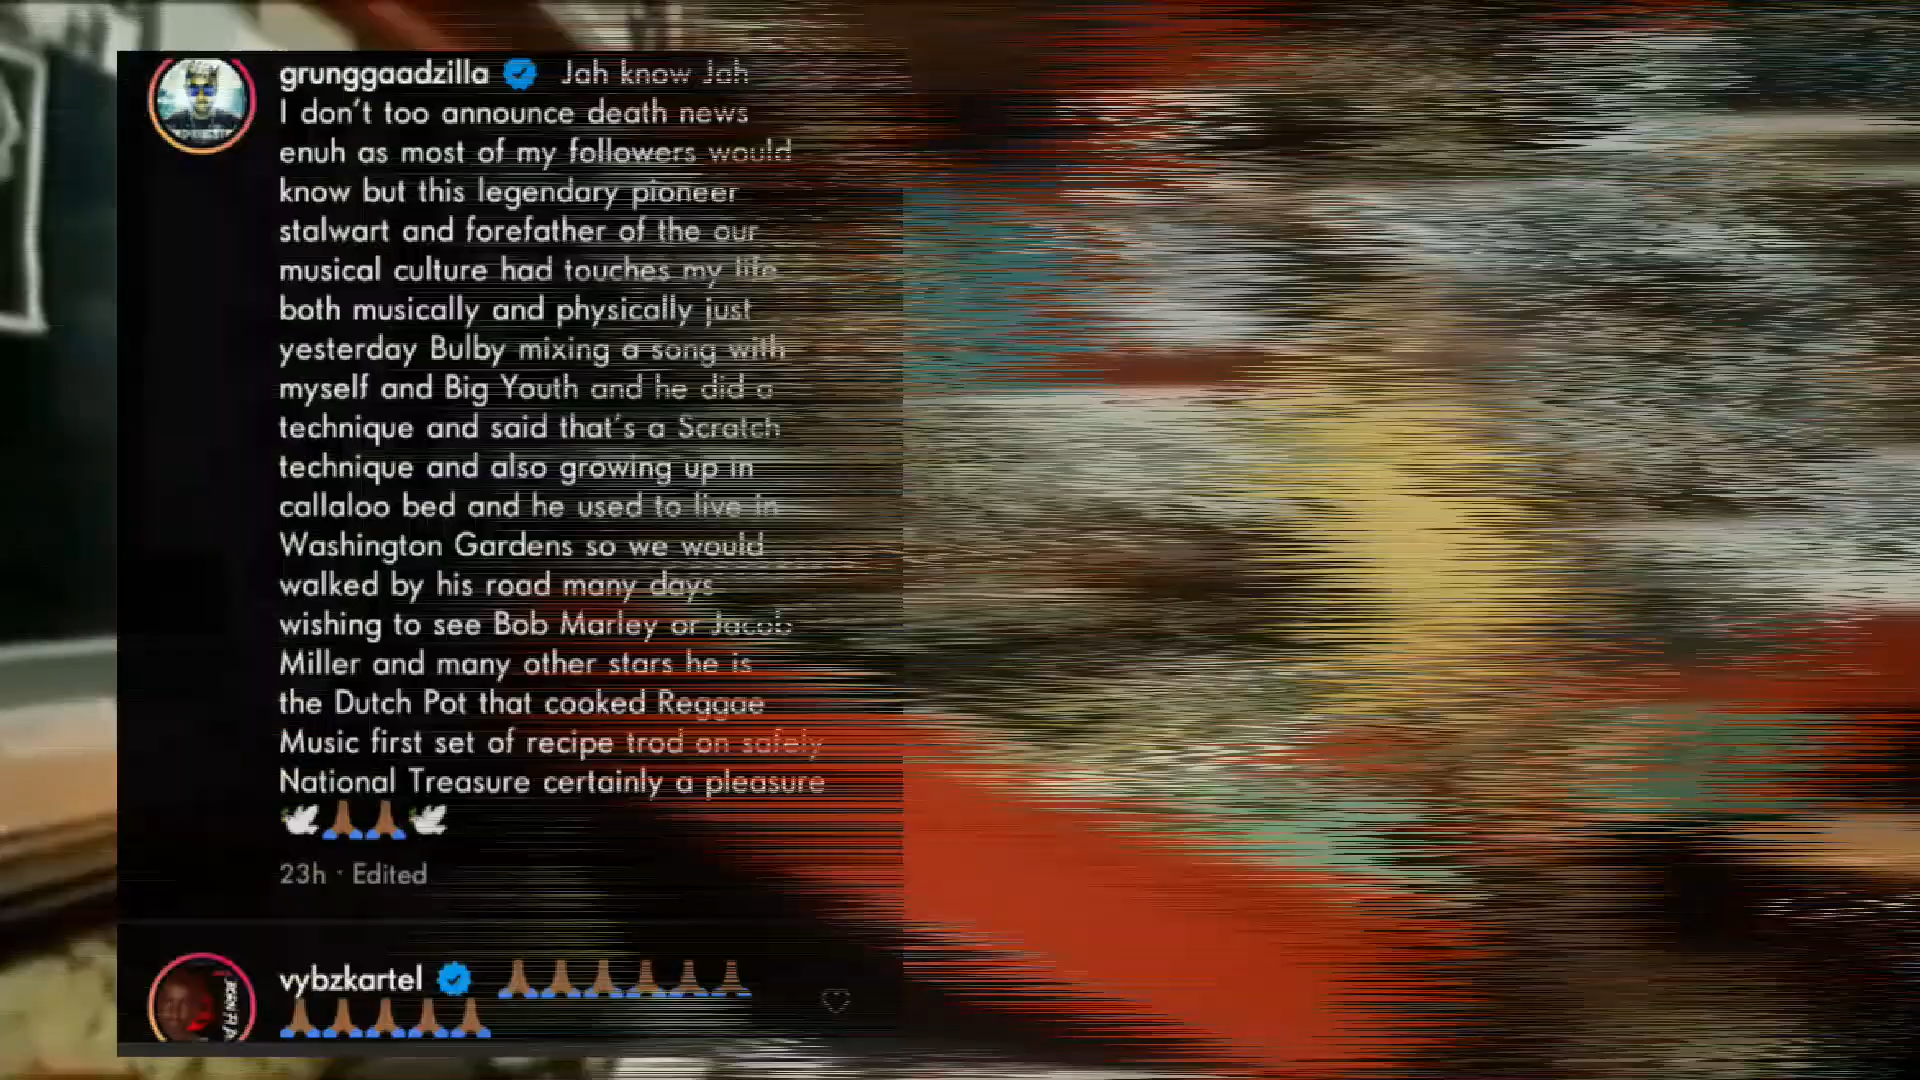 grunggaadzilla Jah know Jah
I don't too announce death news
enuh as most of my followers would
know but this legendary pioneer
stalwart and forefather of the our
musical culture had touches my life
both musically and physically just
yesterday Bulby mixing a song with
myself and Big Youth and he did a
technique and said that's a Scratch
technique and also growing up in
callaloo bed and he used to live in
Washington Gardens so we would
walked by his road many days
wishing to see Bob Marley or Jacob
Miller and many other stars he is
the Dutch Pot that cooked Reggae
Music first set of recipe trod on safely
National Treasure certainly a pleasure
🕊🙏🏾🙏🏾🕊
23h · Edited
vybzkartel 🙏🏾🙏🏾🙏🏾🙏🏾🙏🏾🙏🏾
🙏🏾🙏🏾🙏🏾🙏🏾🙏🏾